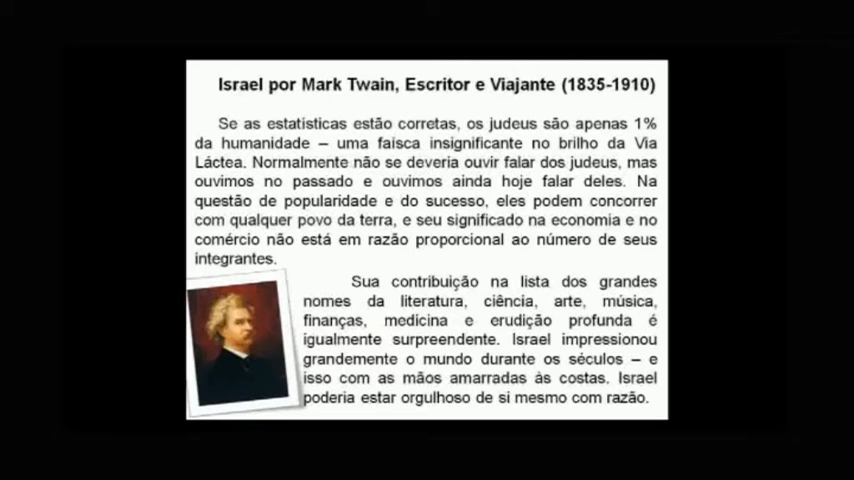 Israel por Mark Twain, Escritor e Viajante (1835-1910)
Se as estatísticas estão corretas, os judeus são apenas 1%
da humanidade – uma faísca insignificante no brilho da Via
Láctea. Normalmente não se deveria ouvir falar dos judeus, mas
ouvimos no passado e ouvimos ainda hoje falar deles. Na
questão de popularidade e do sucesso, eles podem concorrer
com qualquer povo da terra, e seu significado na economia e no
comércio não está em razão proporcional ao número de seus
integrantes.
Sua contribuição na lista dos grandes
nomes da literatura, ciência, arte, música,
finanças, medicina e erudição profunda é
igualmente surpreendente. Israel impressionou
grandemente o mundo durante os séculos – e
isso com as mãos amarradas às costas. Israel
poderia estar orgulhoso de si mesmo com razão.